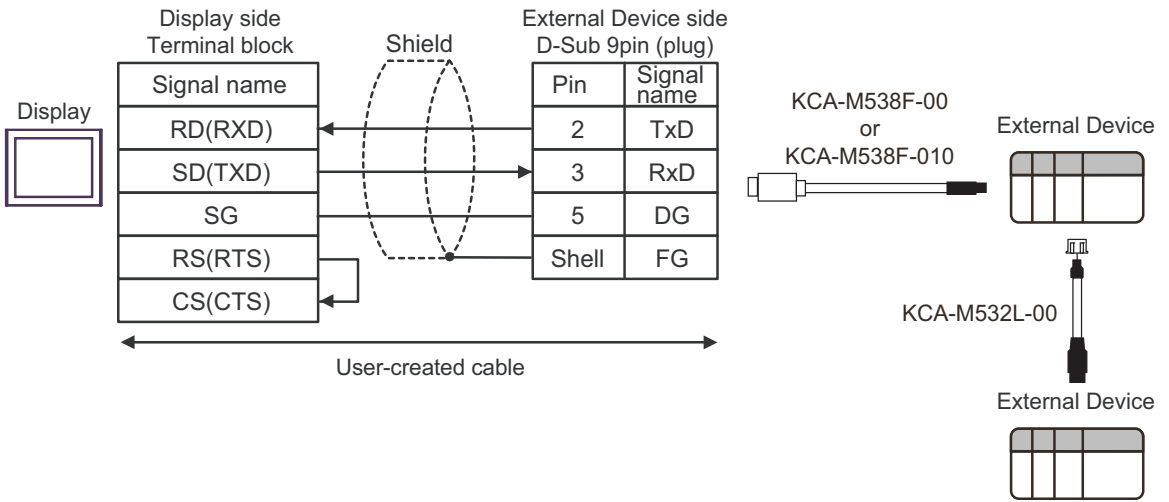 Display side
Terminal block
Shield
External Device side
D-Sub 9pin (plug)
Display
Signal name
Pin
Signal
name
RD(RXD)
2
TxD
SD(TXD)
3
RxD
SG
5
DG
RS(RTS)
Shell
FG
CS(CTS)
User-created cable
KCA-M538F-00
or
KCA-M538F-010
External Device
KCA-M532L-00
External Device